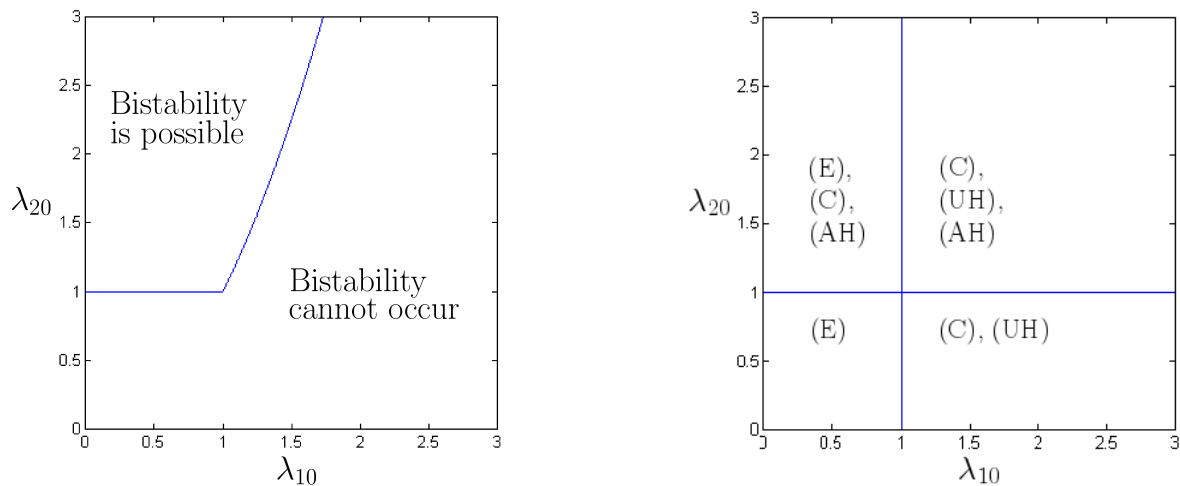 3
2.5
Bistability
is possible
2
λ20
1.5
Bistability
cannot occur
1
0.5
0
0 0.5 1 1.5 2 2.5 3
λ10
3
2.5
2
(E), (C),
λ20
(C), (UH),
1.5
(AH) (AH)
1
(E) (C), (UH)
0.5
0
0.5 1 1.5 2 2.5 3
λ10